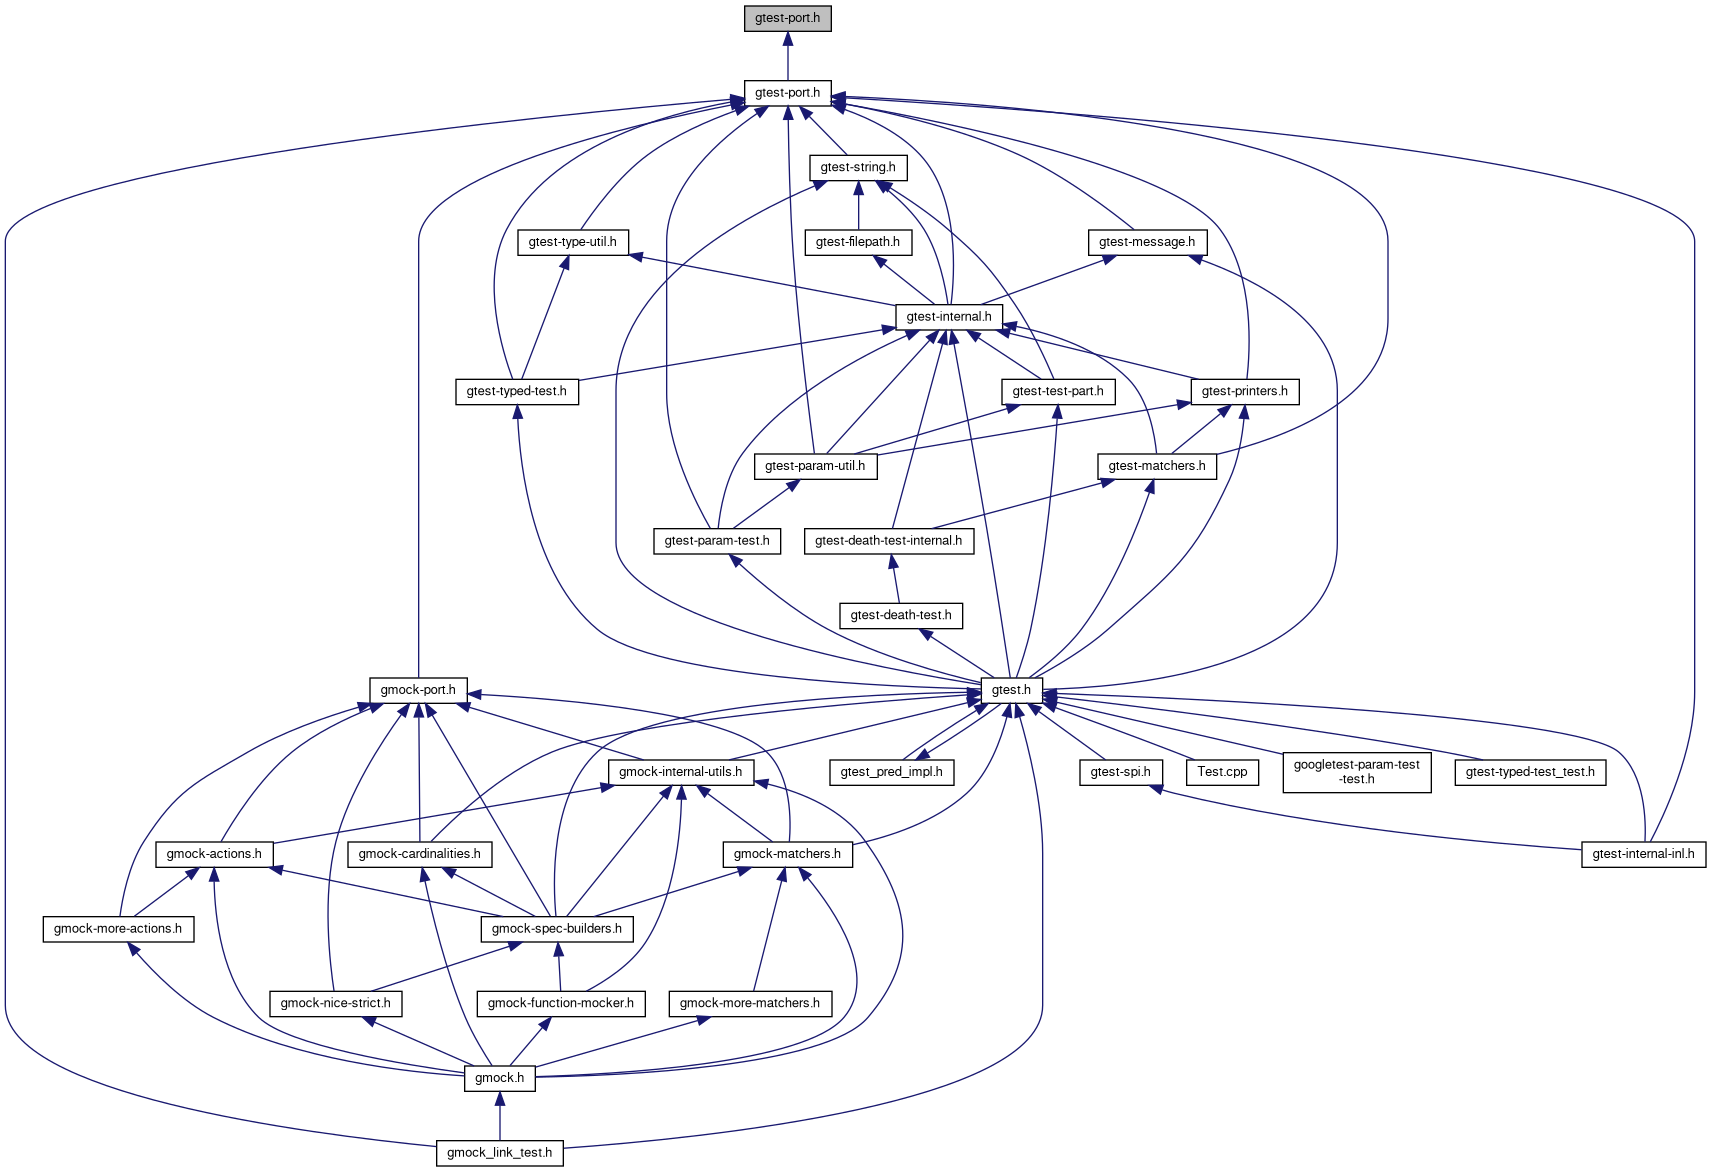 gtest-port.h
gtest-port.h
gtest-string.h
gtest-type-util.h
gtest-filepath.h
gtest-message.h
gtest-internal.h
gtest-typed-test.h
gtest-test-part.h
gtest-printers.h
gtest-param-util.h
gtest-matchers.h
gtest-param-test.h
gtest-death-test-internal.h
gtest-death-test.h
gmock-port.h
gtest.h
gmock-internal-utils.h
gtest_pred_impl.h
gtest-spi.h
Test.cpp
googletest-param-test
-test.h
gtest-typed-test_test.h
gmock-actions.h
gmock-cardinalities.h
gmock-matchers.h
gtest-internal-inl.h
gmock-more-actions.h
gmock-spec-builders.h
gmock-nice-strict.h
gmock-function-mocker.h
gmock-more-matchers.h
gmock.h
gmock_link_test.h